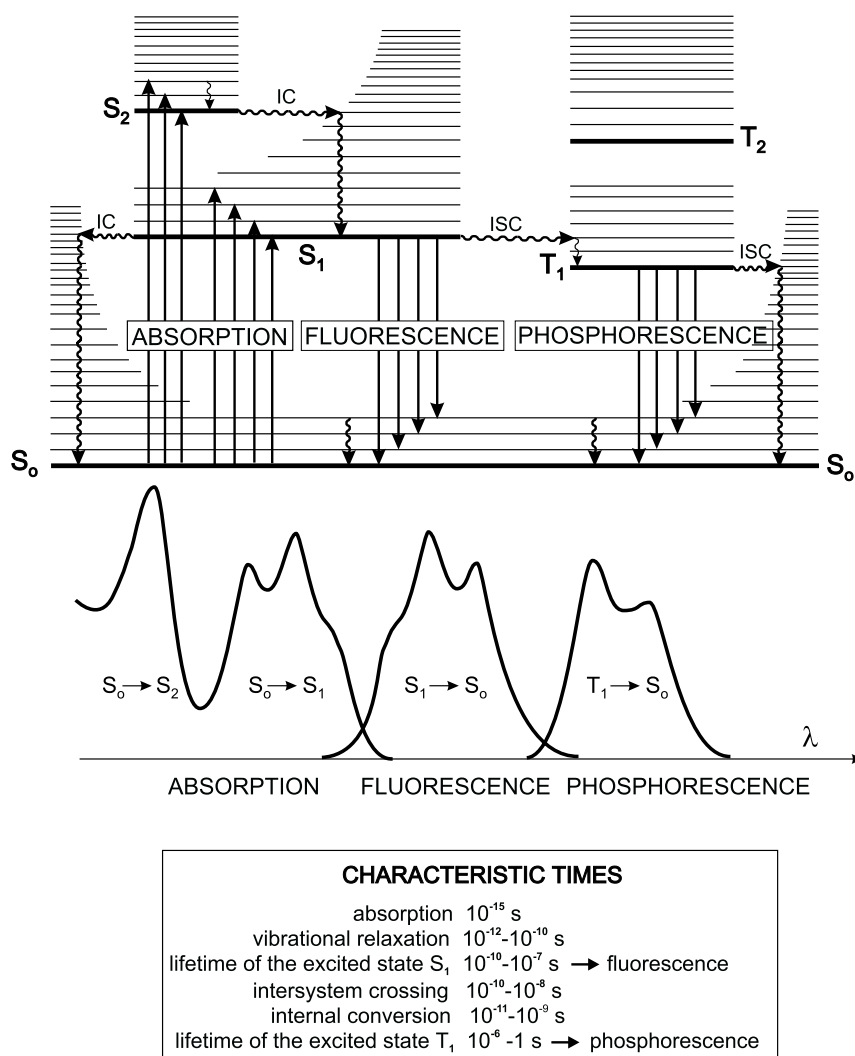 IC
S₂
T₂
IC
ISC
S₁
T₁
ISC
ABSORPTION
FLUORESCENCE
PHOSPHORESCENCE
Sₒ
Sₒ
Sₒ → S₂
Sₒ → S₁
S₁ → Sₒ
T₁ → Sₒ
λ
ABSORPTION
FLUORESCENCE
PHOSPHORESCENCE
CHARACTERISTIC TIMES
absorption 10⁻¹⁵ s
vibrational relaxation 10⁻¹²-10⁻¹⁰ s
lifetime of the excited state S₁ 10⁻¹⁰-10⁻⁷ s → fluorescence
intersystem crossing 10⁻¹⁰-10⁻⁸ s
internal conversion 10⁻¹¹-10⁻⁹ s
lifetime of the excited state T₁ 10⁻⁶ -1 s → phosphorescence